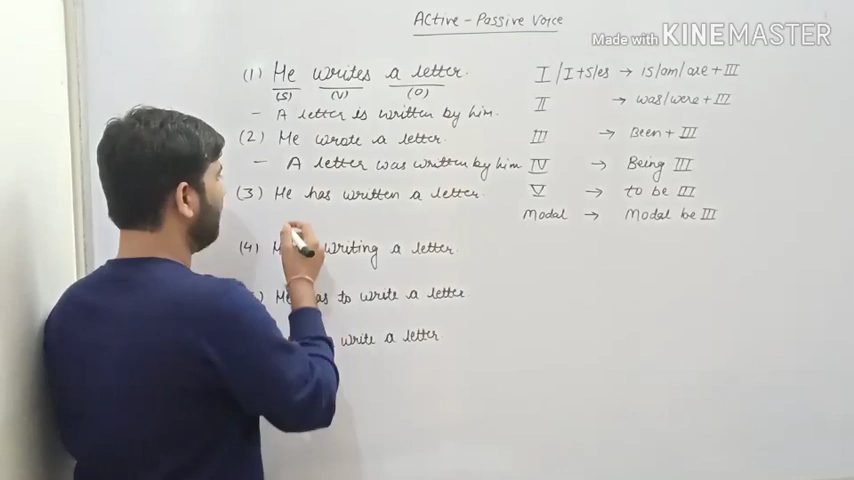 Active - Passive Voice
Made with KINEMASTER
(1) He writes a letter.
(S) (V) (O)
- A letter is written by him.
(2) He wrote a letter.
- A letter was written by him
(3) He has written a letter.
(4) writing a letter.
He has to write a letter
write a letter
I / I+s/es → is/am/are + III
II → was/were + III
III → Been + III
IV → Being III
V → to be III
Modal → Modal be III